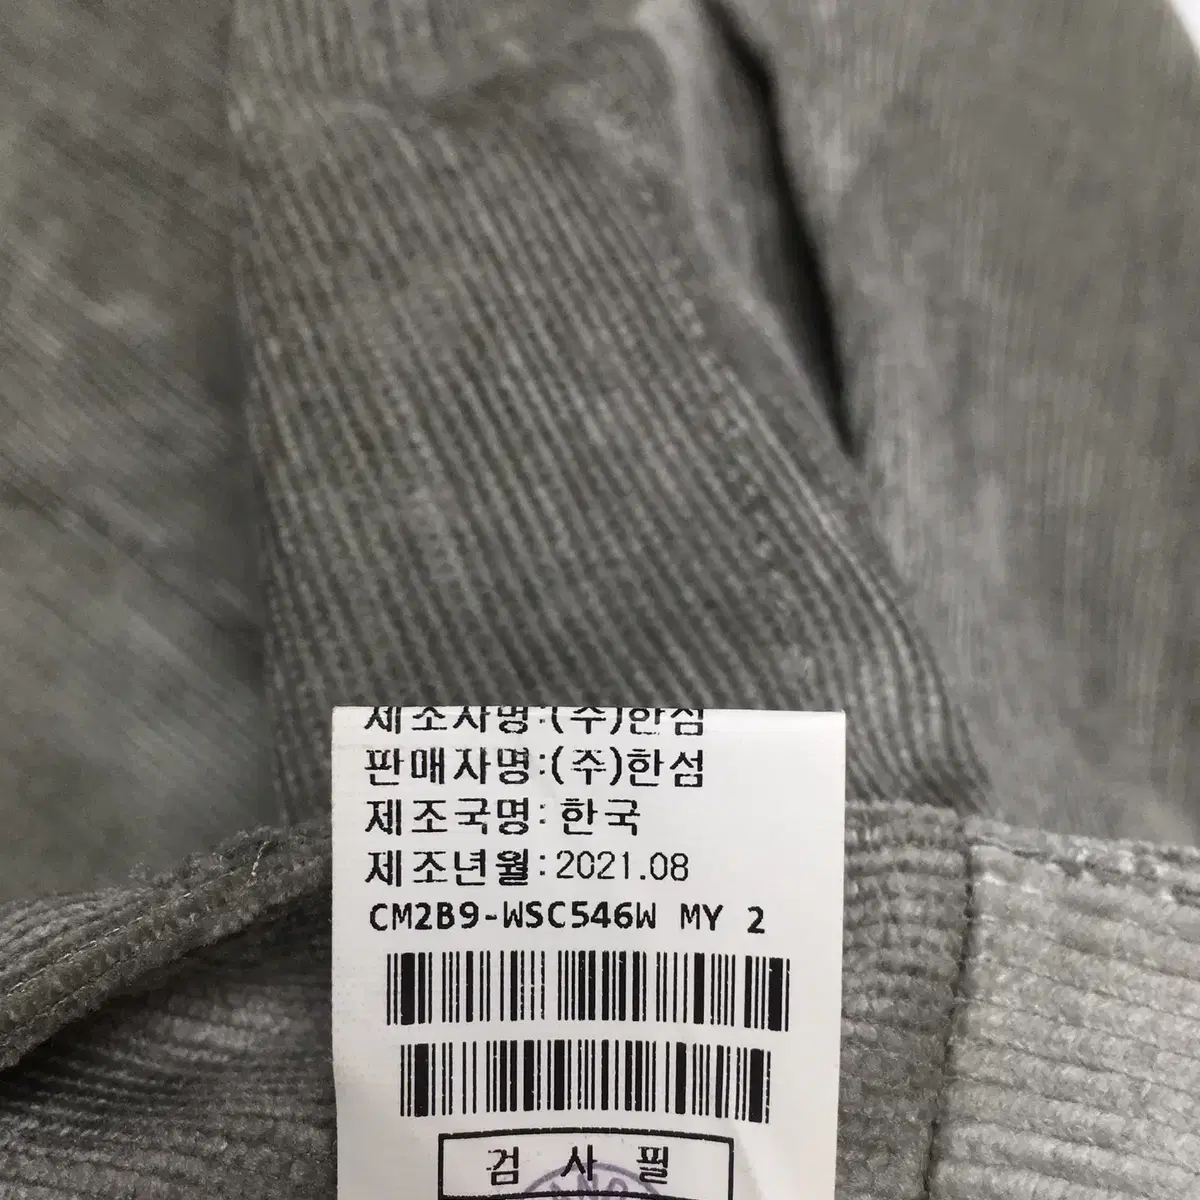 제조자명:(주)한섬
판매자명:(주)한섬
제조국명:한국
제조년월:2021.08
CM2B9-WSC546W MY 2
검 사 필